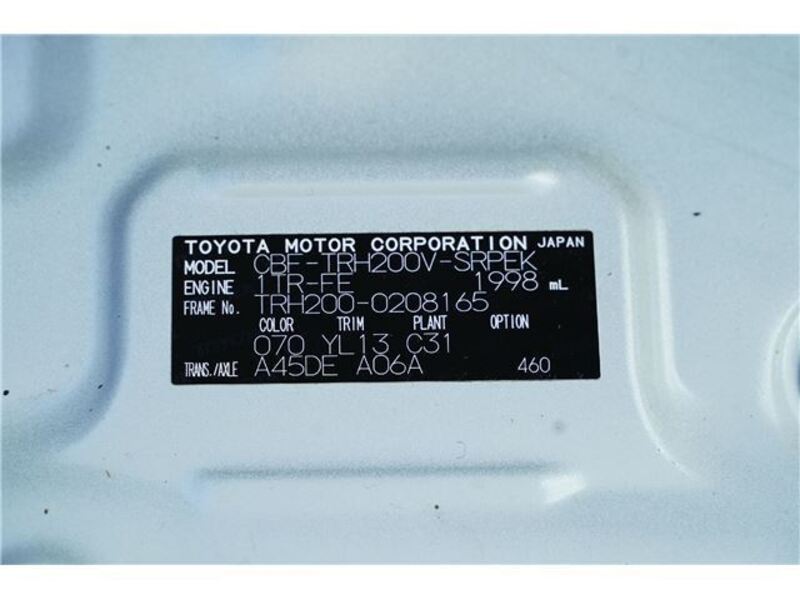 TOYOTA MOTOR CORPORATION JAPAN
MODEL CBF-TRH200V-SRPEK
ENGINE 1TR-FE 1998 mL
FRAME No. TRH200-0208165
COLOR TRIM PLANT OPTION
070 YL13 C31
TRANS./AXLE A45DE A06A 460